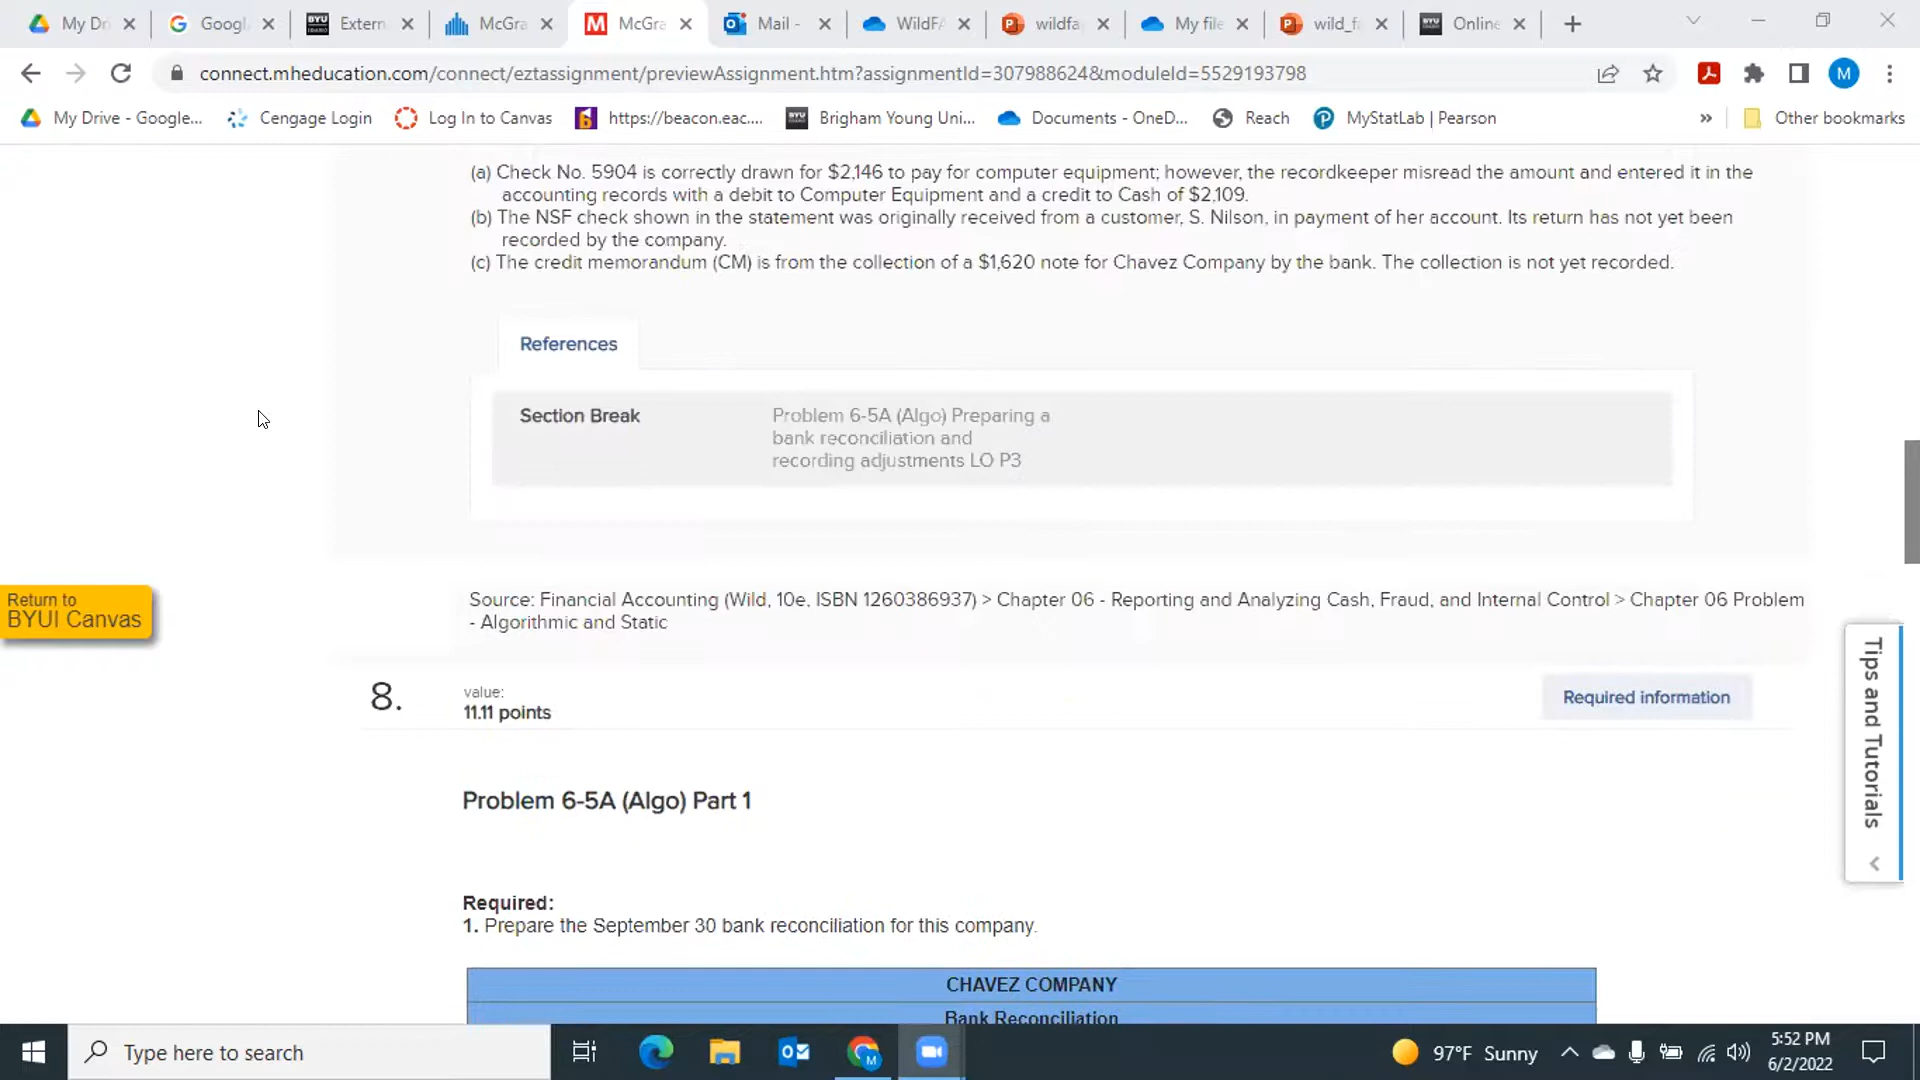 My Dri
Google
Extern
McGra
McGra
Mail -
WildFA
wildfa
My file
wild_f
Online
connect.mheducation.com/connect/eztassignment/previewAssignment.htm?assignmentId=307988624&moduleId=5529193798
M
My Drive - Google...
Cengage Login
Log In to Canvas
https://beacon.eac....
Brigham Young Uni...
Documents - OneD...
Reach
MyStatLab | Pearson
»
Other bookmarks
(a) Check No. 5904 is correctly drawn for $2,146 to pay for computer equipment; however, the recordkeeper misread the amount and entered it in the
accounting records with a debit to Computer Equipment and a credit to Cash of $2,109.
(b) The NSF check shown in the statement was originally received from a customer, S. Nilson, in payment of her account. Its return has not yet been
recorded by the company.
(c) The credit memorandum (CM) is from the collection of a $1,620 note for Chavez Company by the bank. The collection is not yet recorded.
References
Section Break
Problem 6-5A (Algo) Preparing a
bank reconciliation and
recording adjustments LO P3
Return to
BYUI Canvas
Source: Financial Accounting (Wild, 10e, ISBN 1260386937) > Chapter 06 - Reporting and Analyzing Cash, Fraud, and Internal Control > Chapter 06 Problem
- Algorithmic and Static
Tips and Tutorials
8.
value:
11.11 points
Required information
Problem 6-5A (Algo) Part 1
Required:
1. Prepare the September 30 bank reconciliation for this company.
CHAVEZ COMPANY
Bank Reconciliation
Type here to search
97°F Sunny
5:52 PM
6/2/2022